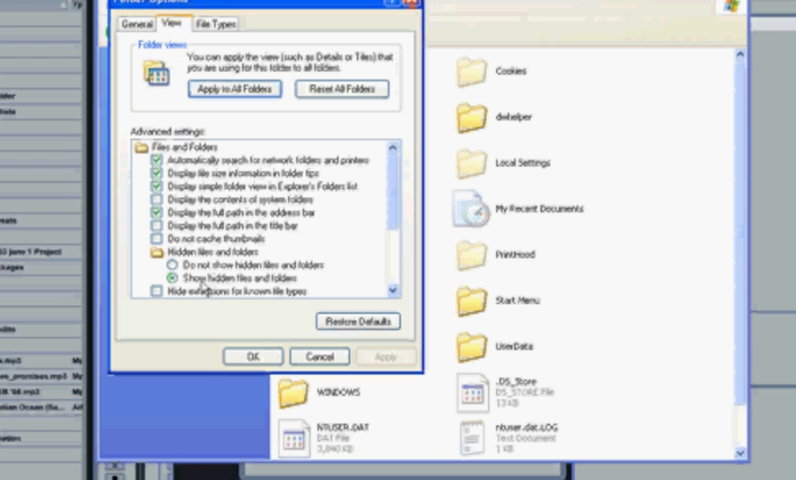 Folder Options
General
View
File Types
Folder views
You can apply the view (such as Details or Tiles) that
you are using for this folder to all folders.
Apply to All Folders
Reset All Folders
Advanced settings:
Files and Folders
Automatically search for network folders and printers
Display file size information in folder tips
Display simple folder view in Explorer's Folders list
Display the contents of system folders
Display the full path in the address bar
Display the full path in the title bar
Do not cache thumbnails
Hidden files and folders
Do not show hidden files and folders
Show hidden files and folders
Hide extensions for known file types
Restore Defaults
OK
Cancel
Apply
Cookies
dwhelper
Local Settings
My Recent Documents
PrintHood
Start Menu
UserData
WINDOWS
.DS_Store
DS_STORE File
13 KB
NTUSER.DAT
DAT File
3,840 KB
ntuser.dat.LOG
Text Document
1 KB